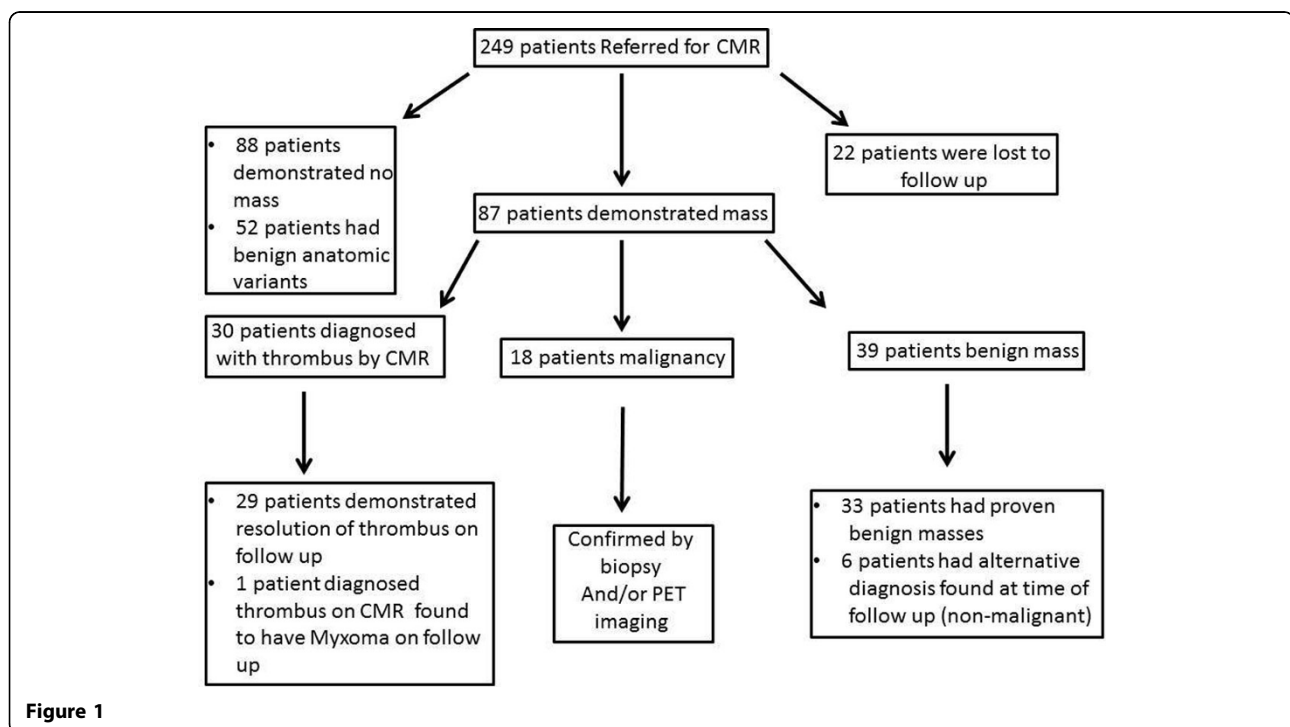 249 patients Referred for CMR
• 88 patients
demonstrated no
mass
• 52 patients had
benign anatomic
variants
22 patients were lost to
follow up
87 patients demonstrated mass
30 patients diagnosed
with thrombus by CMR
18 patients malignancy
39 patients benign mass
• 29 patients demonstrated
resolution of thrombus on
follow up
• 1 patient diagnosed
thrombus on CMR found
to have Myxoma on follow
up
Confirmed by
biopsy
And/or PET
imaging
• 33 patients had proven
benign masses
• 6 patients had alternative
diagnosis found at time of
follow up (non-malignant)
Figure 1